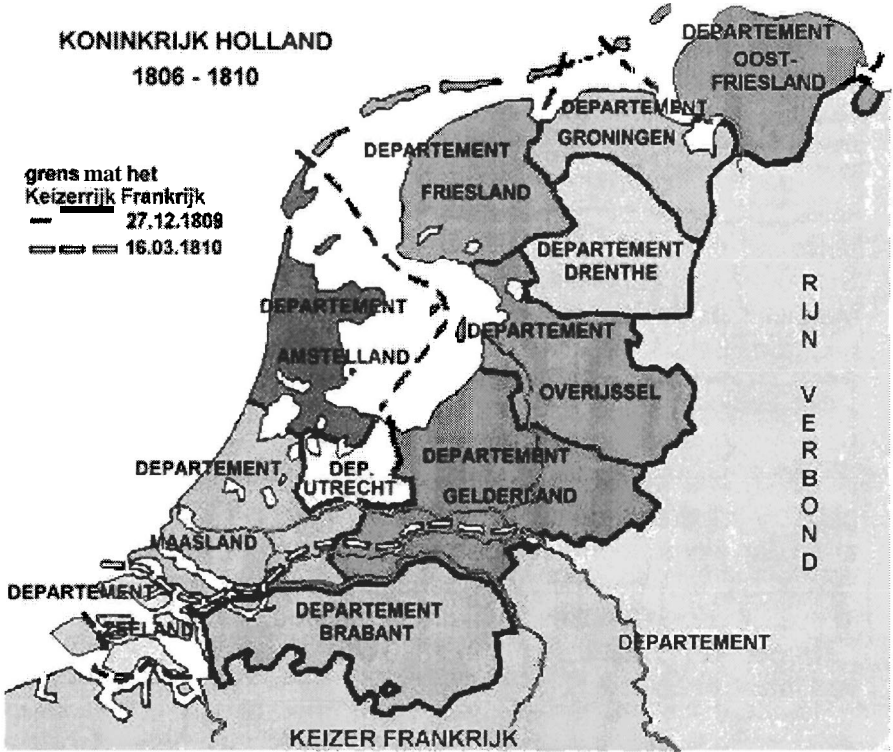 KONINKRIJK HOLLAND
1806 - 1810
grens mat het
Keizerrijk Frankrijk
27.12.1809
16.03.1810
DEPARTEMENT
OOST-
FRIESLAND
DEPARTEMENT
GRONINGEN
DEPARTEMENT
FRIESLAND
DEPARTEMENT
DRENTHE
DEPARTEMENT
AMSTELLAND
DEPARTEMENT
OVERIJSSEL
DEPARTEMENT
GELDERLAND
DEP.
UTRECHT
DEPARTEMENT
MAASLAND
DEPARTEMENT
ZEELAND
DEPARTEMENT
BRABANT
DEPARTEMENT
KEIZER FRANKRIJK
RIJN VERBOND